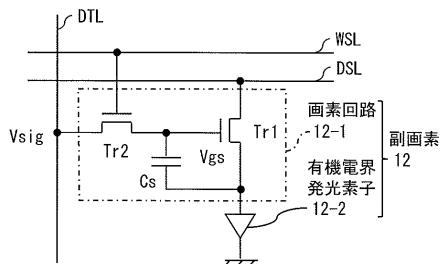 DTL
WSL
DSL
Vsig
Tr2
Cs
Vgs
Tr1
画素回路
12-1
有機電界
発光素子
12-2
副画素
12